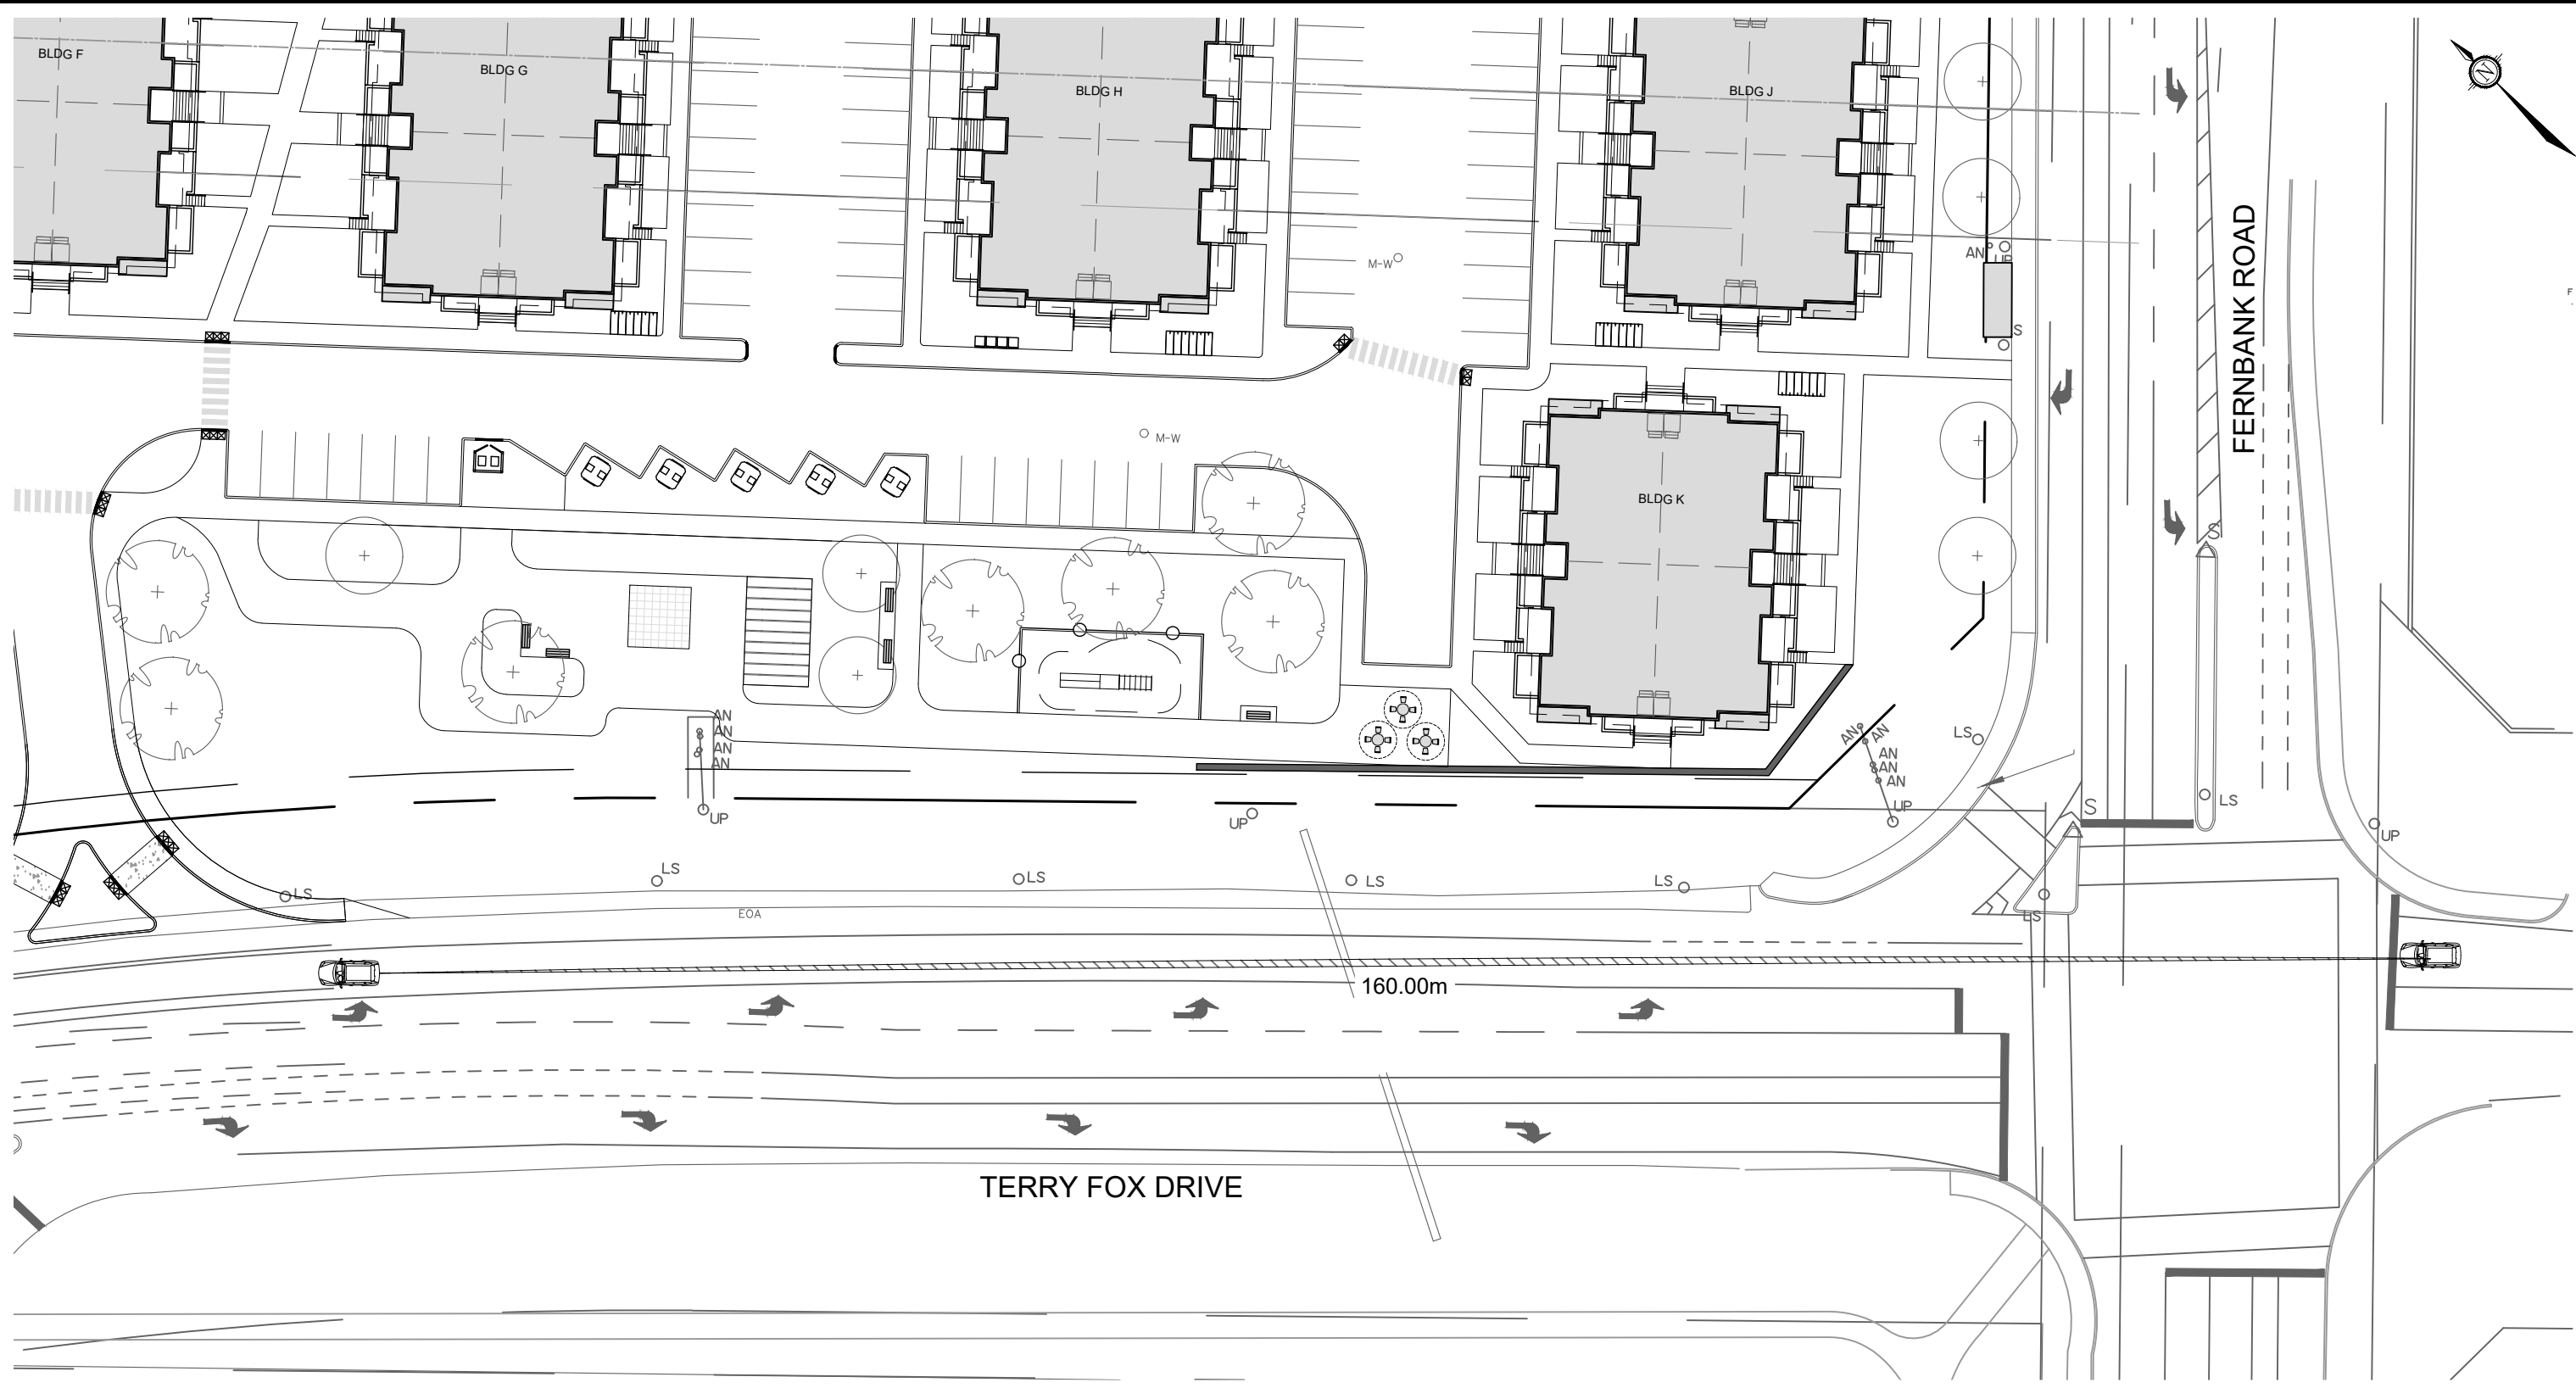 BLDG F
BLDG G
BLDG H
BLDG J
N
FERNBANK ROAD
AN
UP
M-W
S
M-W
BLDG K
S
AN
AN
AN
AN
UP
UP
AN
AN
AN
AN
AN
UP
LS
S
LS
UP
LS
LS
LS
LS
LS
LS
EOA
160.00m
TERRY FOX DRIVE